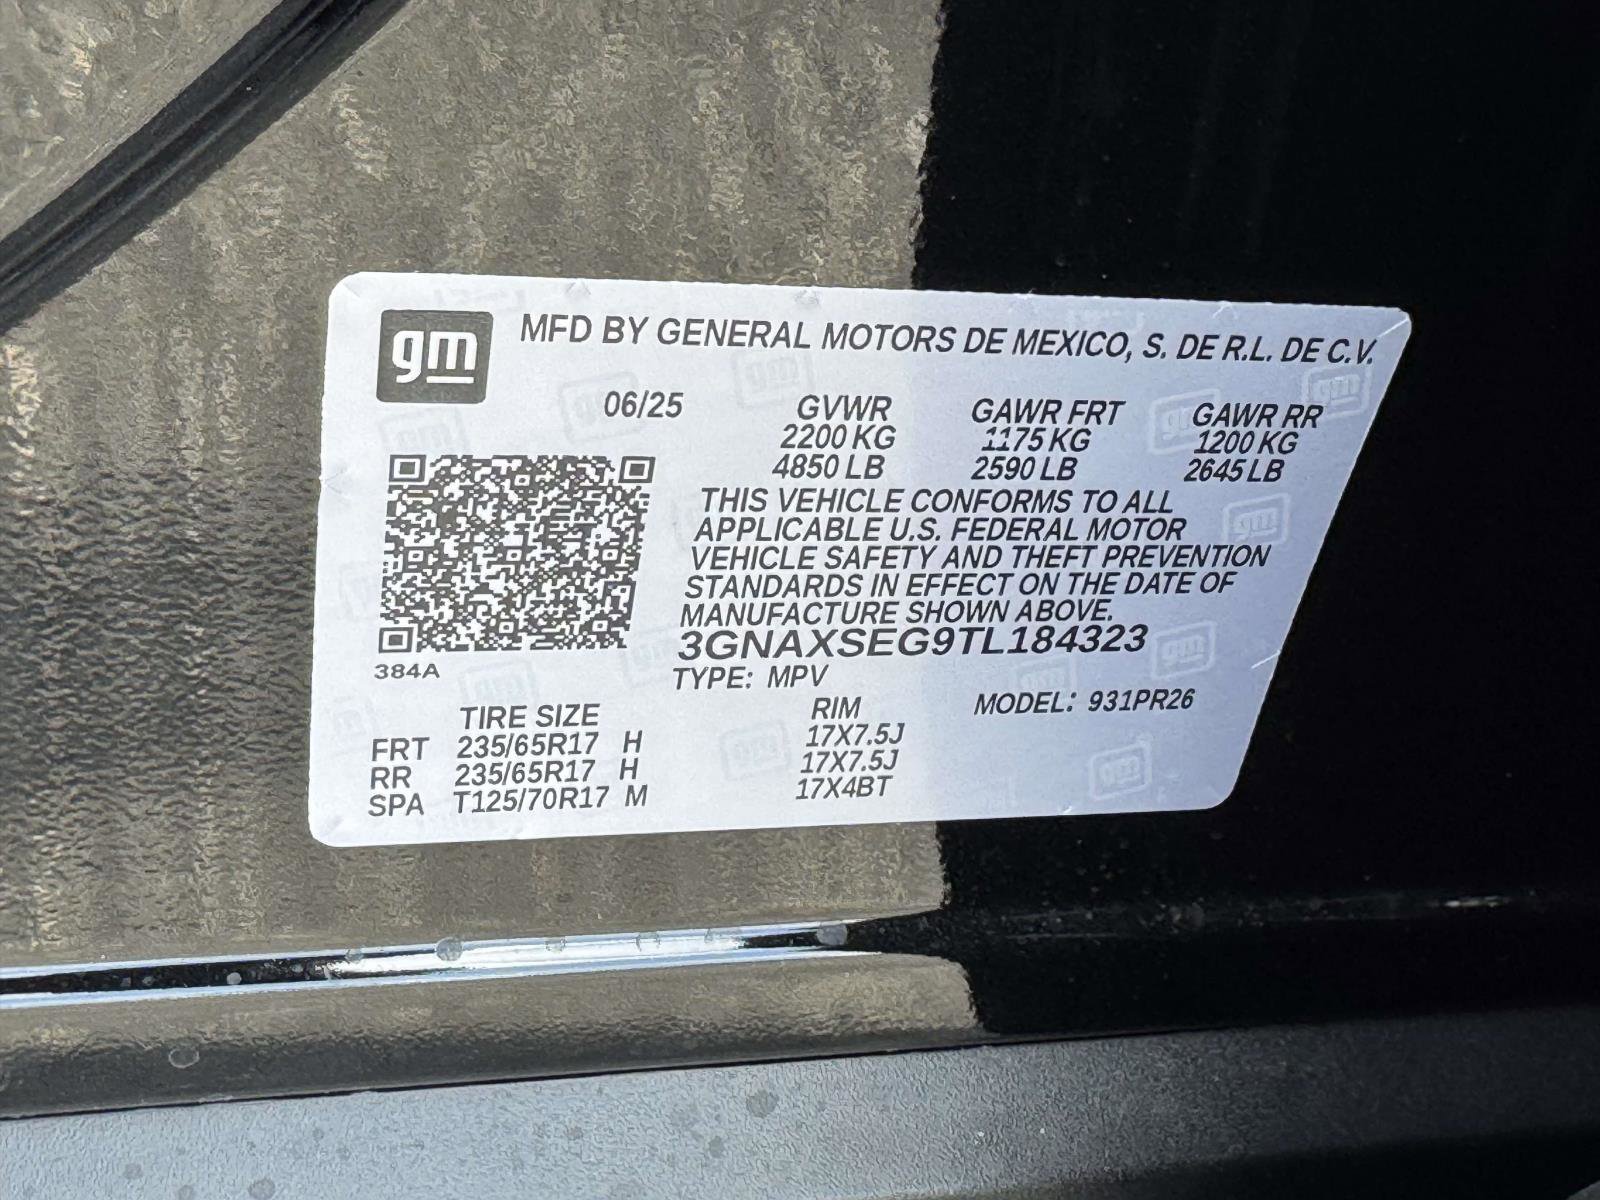 gm
MFD BY GENERAL MOTORS DE MEXICO, S. DE R.L. DE C.V.
06/25
GVWR GAWR FRT GAWR RR
2200 KG 1175 KG 1200 KG
4850 LB 2590 LB 2645 LB
THIS VEHICLE CONFORMS TO ALL
APPLICABLE U.S. FEDERAL MOTOR
VEHICLE SAFETY AND THEFT PREVENTION
STANDARDS IN EFFECT ON THE DATE OF
MANUFACTURE SHOWN ABOVE.
3GNAXSEG9TL184323
384A
TYPE: MPV
MODEL: 931PR26
TIRE SIZE RIM
FRT 235/65R17 H 17X7.5J
RR 235/65R17 H 17X7.5J
SPA T125/70R17 M 17X4BT